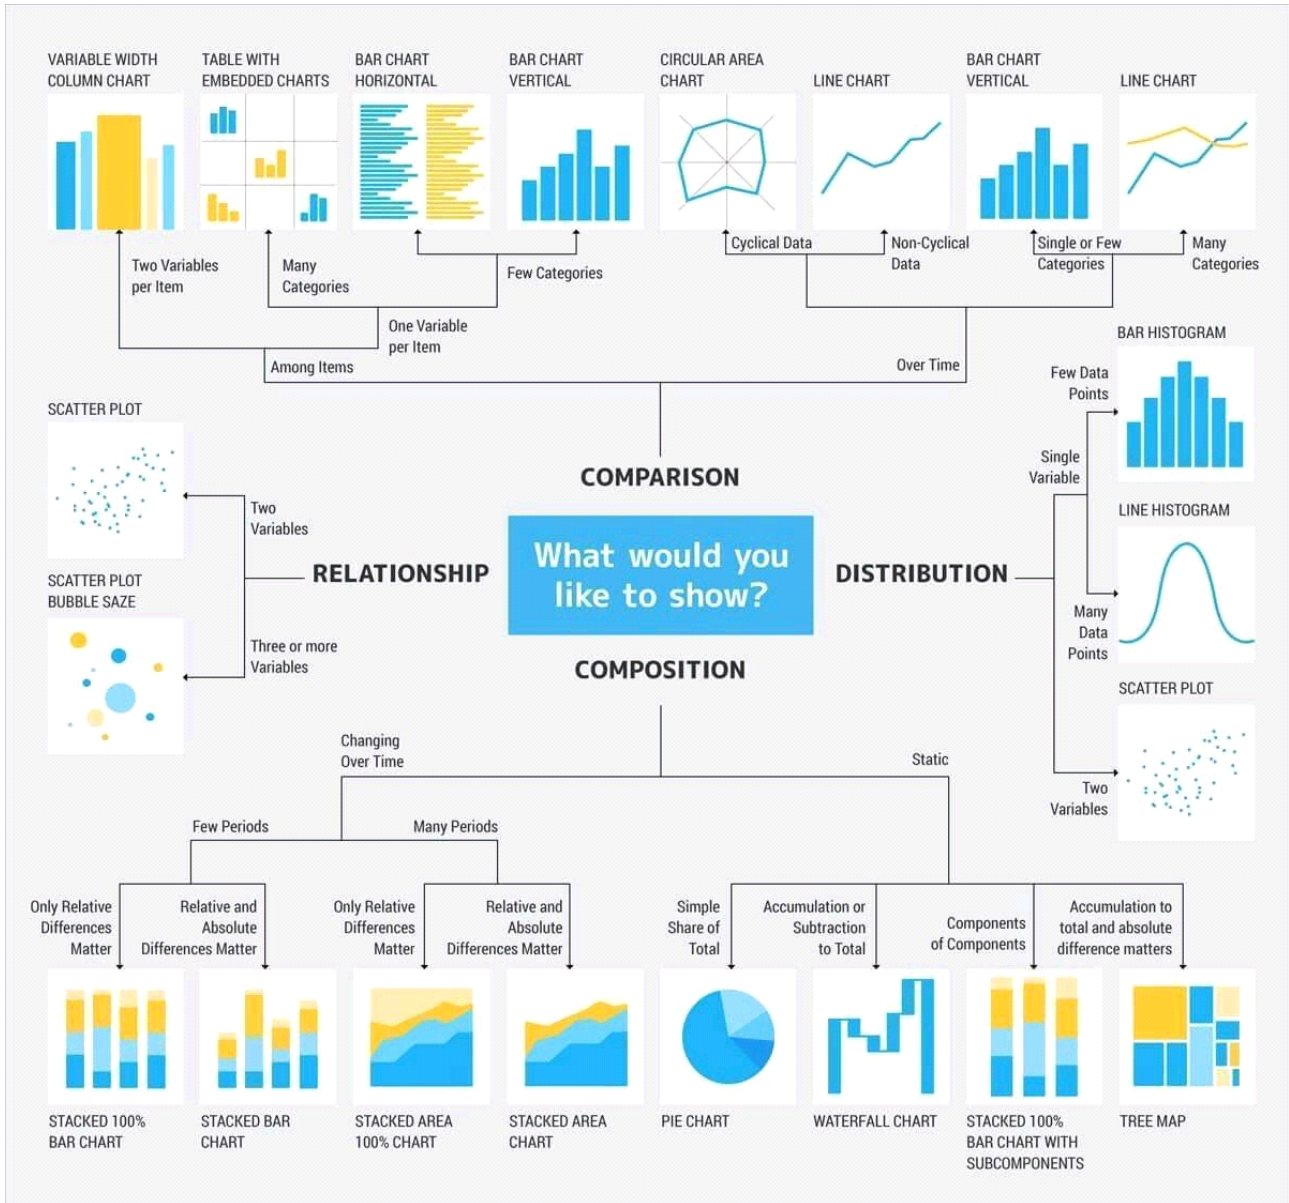 VARIABLE WIDTH
COLUMN CHART
TABLE WITH
EMBEDDED CHARTS
BAR CHART
HORIZONTAL
BAR CHART
VERTICAL
CIRCULAR AREA
CHART
LINE CHART
BAR CHART
VERTICAL
LINE CHART
Two Variables
per Item
Many
Categories
Few Categories
Cyclical Data
Non-Cyclical
Data
Single or Few
Categories
Many
Categories
One Variable
per Item
Among Items
Over Time
COMPARISON
What would you
like to show?
RELATIONSHIP
SCATTER PLOT
Two
Variables
SCATTER PLOT
BUBBLE SAZE
Three or more
Variables
DISTRIBUTION
BAR HISTOGRAM
Few Data
Points
Single
Variable
LINE HISTOGRAM
Many
Data
Points
SCATTER PLOT
Two
Variables
COMPOSITION
Changing
Over Time
Static
Few Periods
Many Periods
Only Relative
Differences
Matter
Relative and
Absolute
Differences Matter
Only Relative
Differences
Matter
Relative and
Absolute
Differences Matter
Simple
Share of
Total
Accumulation or
Subtraction
to Total
Components
of Components
Accumulation to
total and absolute
difference matters
STACKED 100%
BAR CHART
STACKED BAR
CHART
STACKED AREA
100% CHART
STACKED AREA
CHART
PIE CHART
WATERFALL CHART
STACKED 100%
BAR CHART WITH
SUBCOMPONENTS
TREE MAP